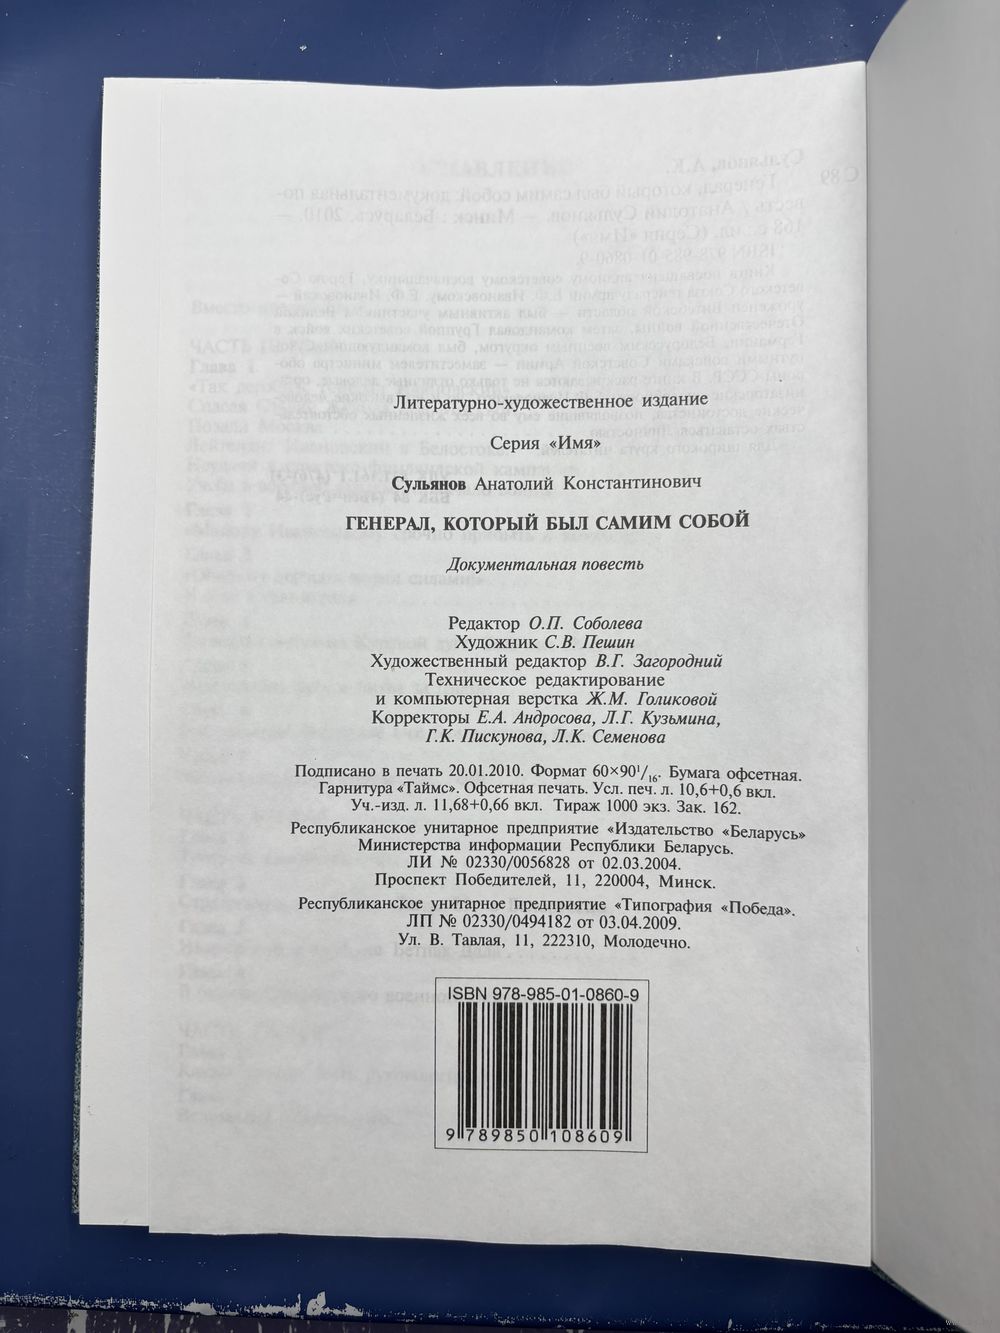 Литературно-художественное издание
Серия «Имя»
Сульянов Анатолий Константинович
ГЕНЕРАЛ, КОТОРЫЙ БЫЛ САМИМ СОБОЙ
Документальная повесть
Редактор О.П. Соболева
Художник С.В. Пешин
Художественный редактор В.Г. Загородний
Техническое редактирование
и компьютерная верстка Ж.М. Голиковой
Корректоры Е.А. Андросова, Л.Г. Кузьмина,
Г.К. Пискунова, Л.К. Семенова
Подписано в печать 20.01.2010. Формат 60×90¹/₁₆. Бумага офсетная.
Гарнитура «Таймс». Офсетная печать. Усл. печ. л. 10,6+0,6 вкл.
Уч.-изд. л. 11,68+0,66 вкл. Тираж 1000 экз. Зак. 162.
Республиканское унитарное предприятие «Издательство «Беларусь»
Министерства информации Республики Беларусь.
ЛИ № 02330/0056828 от 02.03.2004.
Проспект Победителей, 11, 220004, Минск.
Республиканское унитарное предприятие «Типография «Победа».
ЛП № 02330/0494182 от 03.04.2009.
Ул. В. Тавлая, 11, 222310, Молодечно.
ISBN 978-985-01-0860-9
9 789850 108609